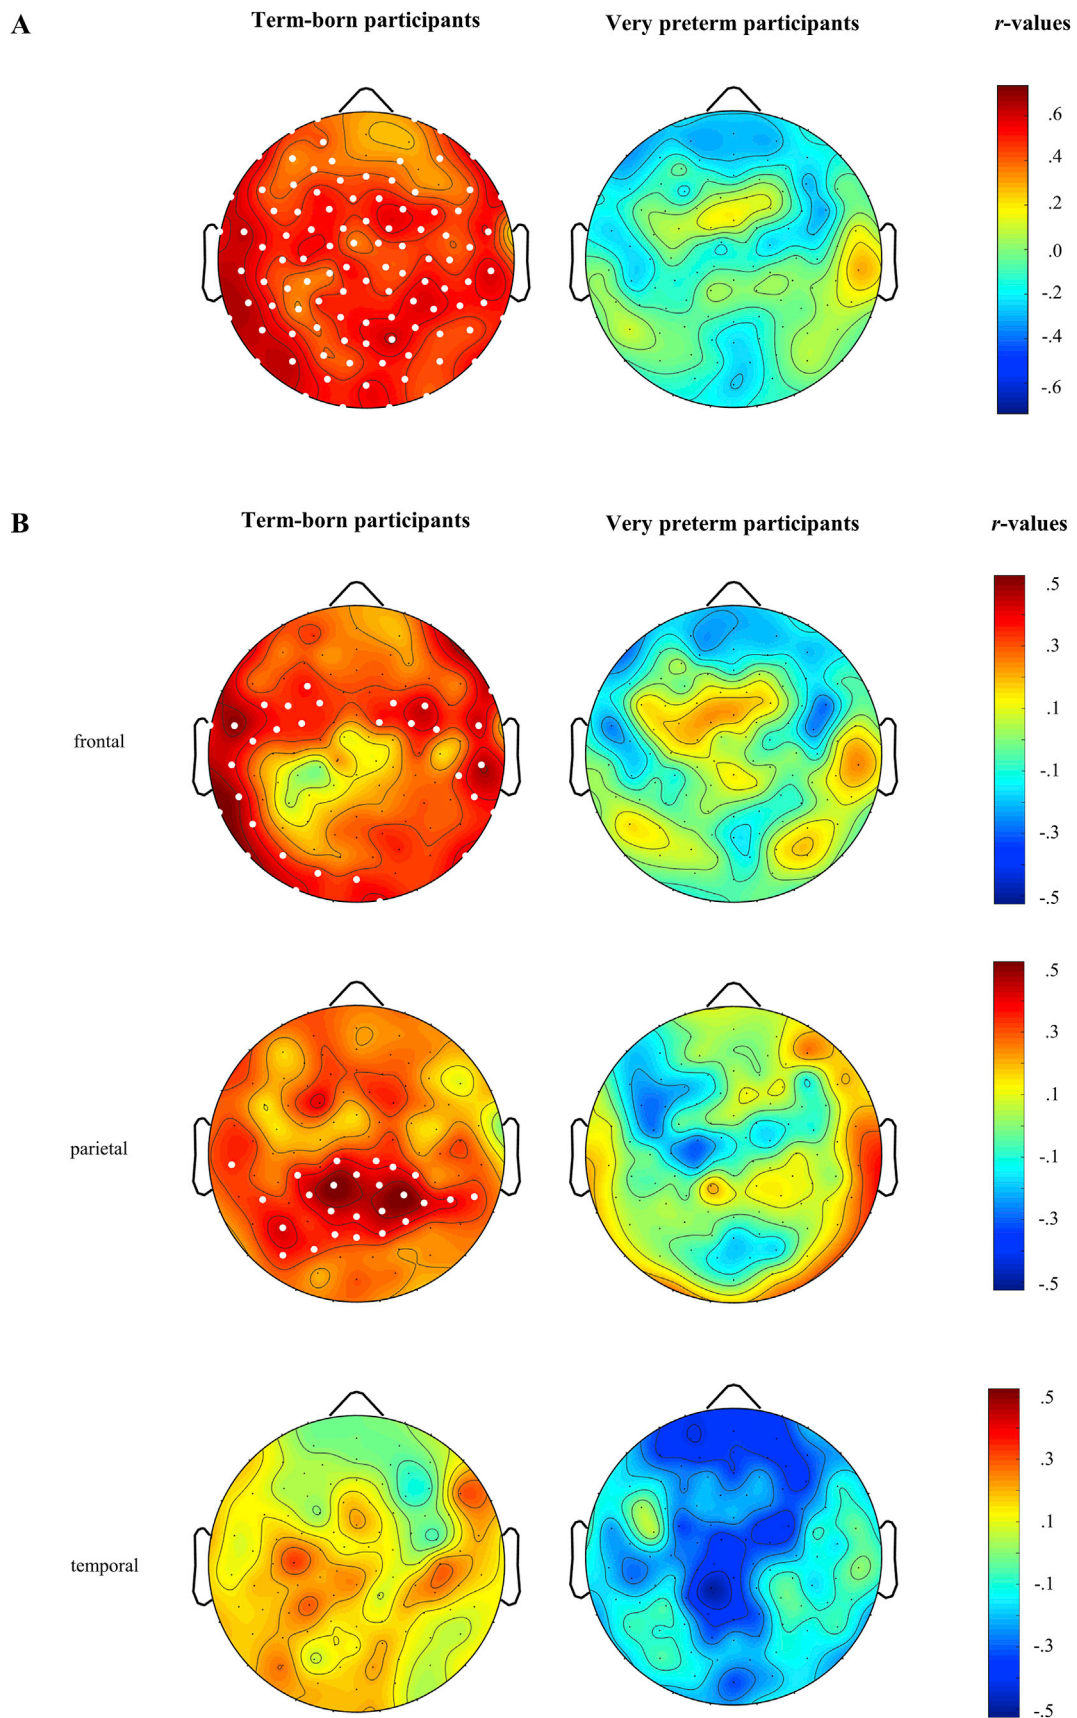 A
Term-born participants
Very preterm participants
r-values
.6
.4
.2
.0
-.2
-.4
-.6
B
Term-born participants
Very preterm participants
r-values
frontal
.5
.3
.1
-.1
-.3
-.5
parietal
.5
.3
.1
-.1
-.3
-.5
temporal
.5
.3
.1
-.1
-.3
-.5